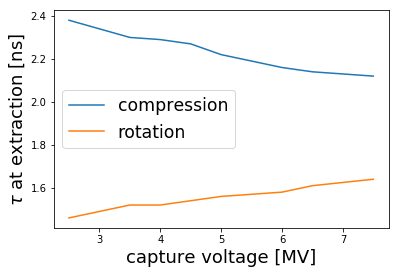 2.4
2.2
2.0
1.8
1.6
τ at extraction [ns]
compression
rotation
3 4 5 6 7
capture voltage [MV]